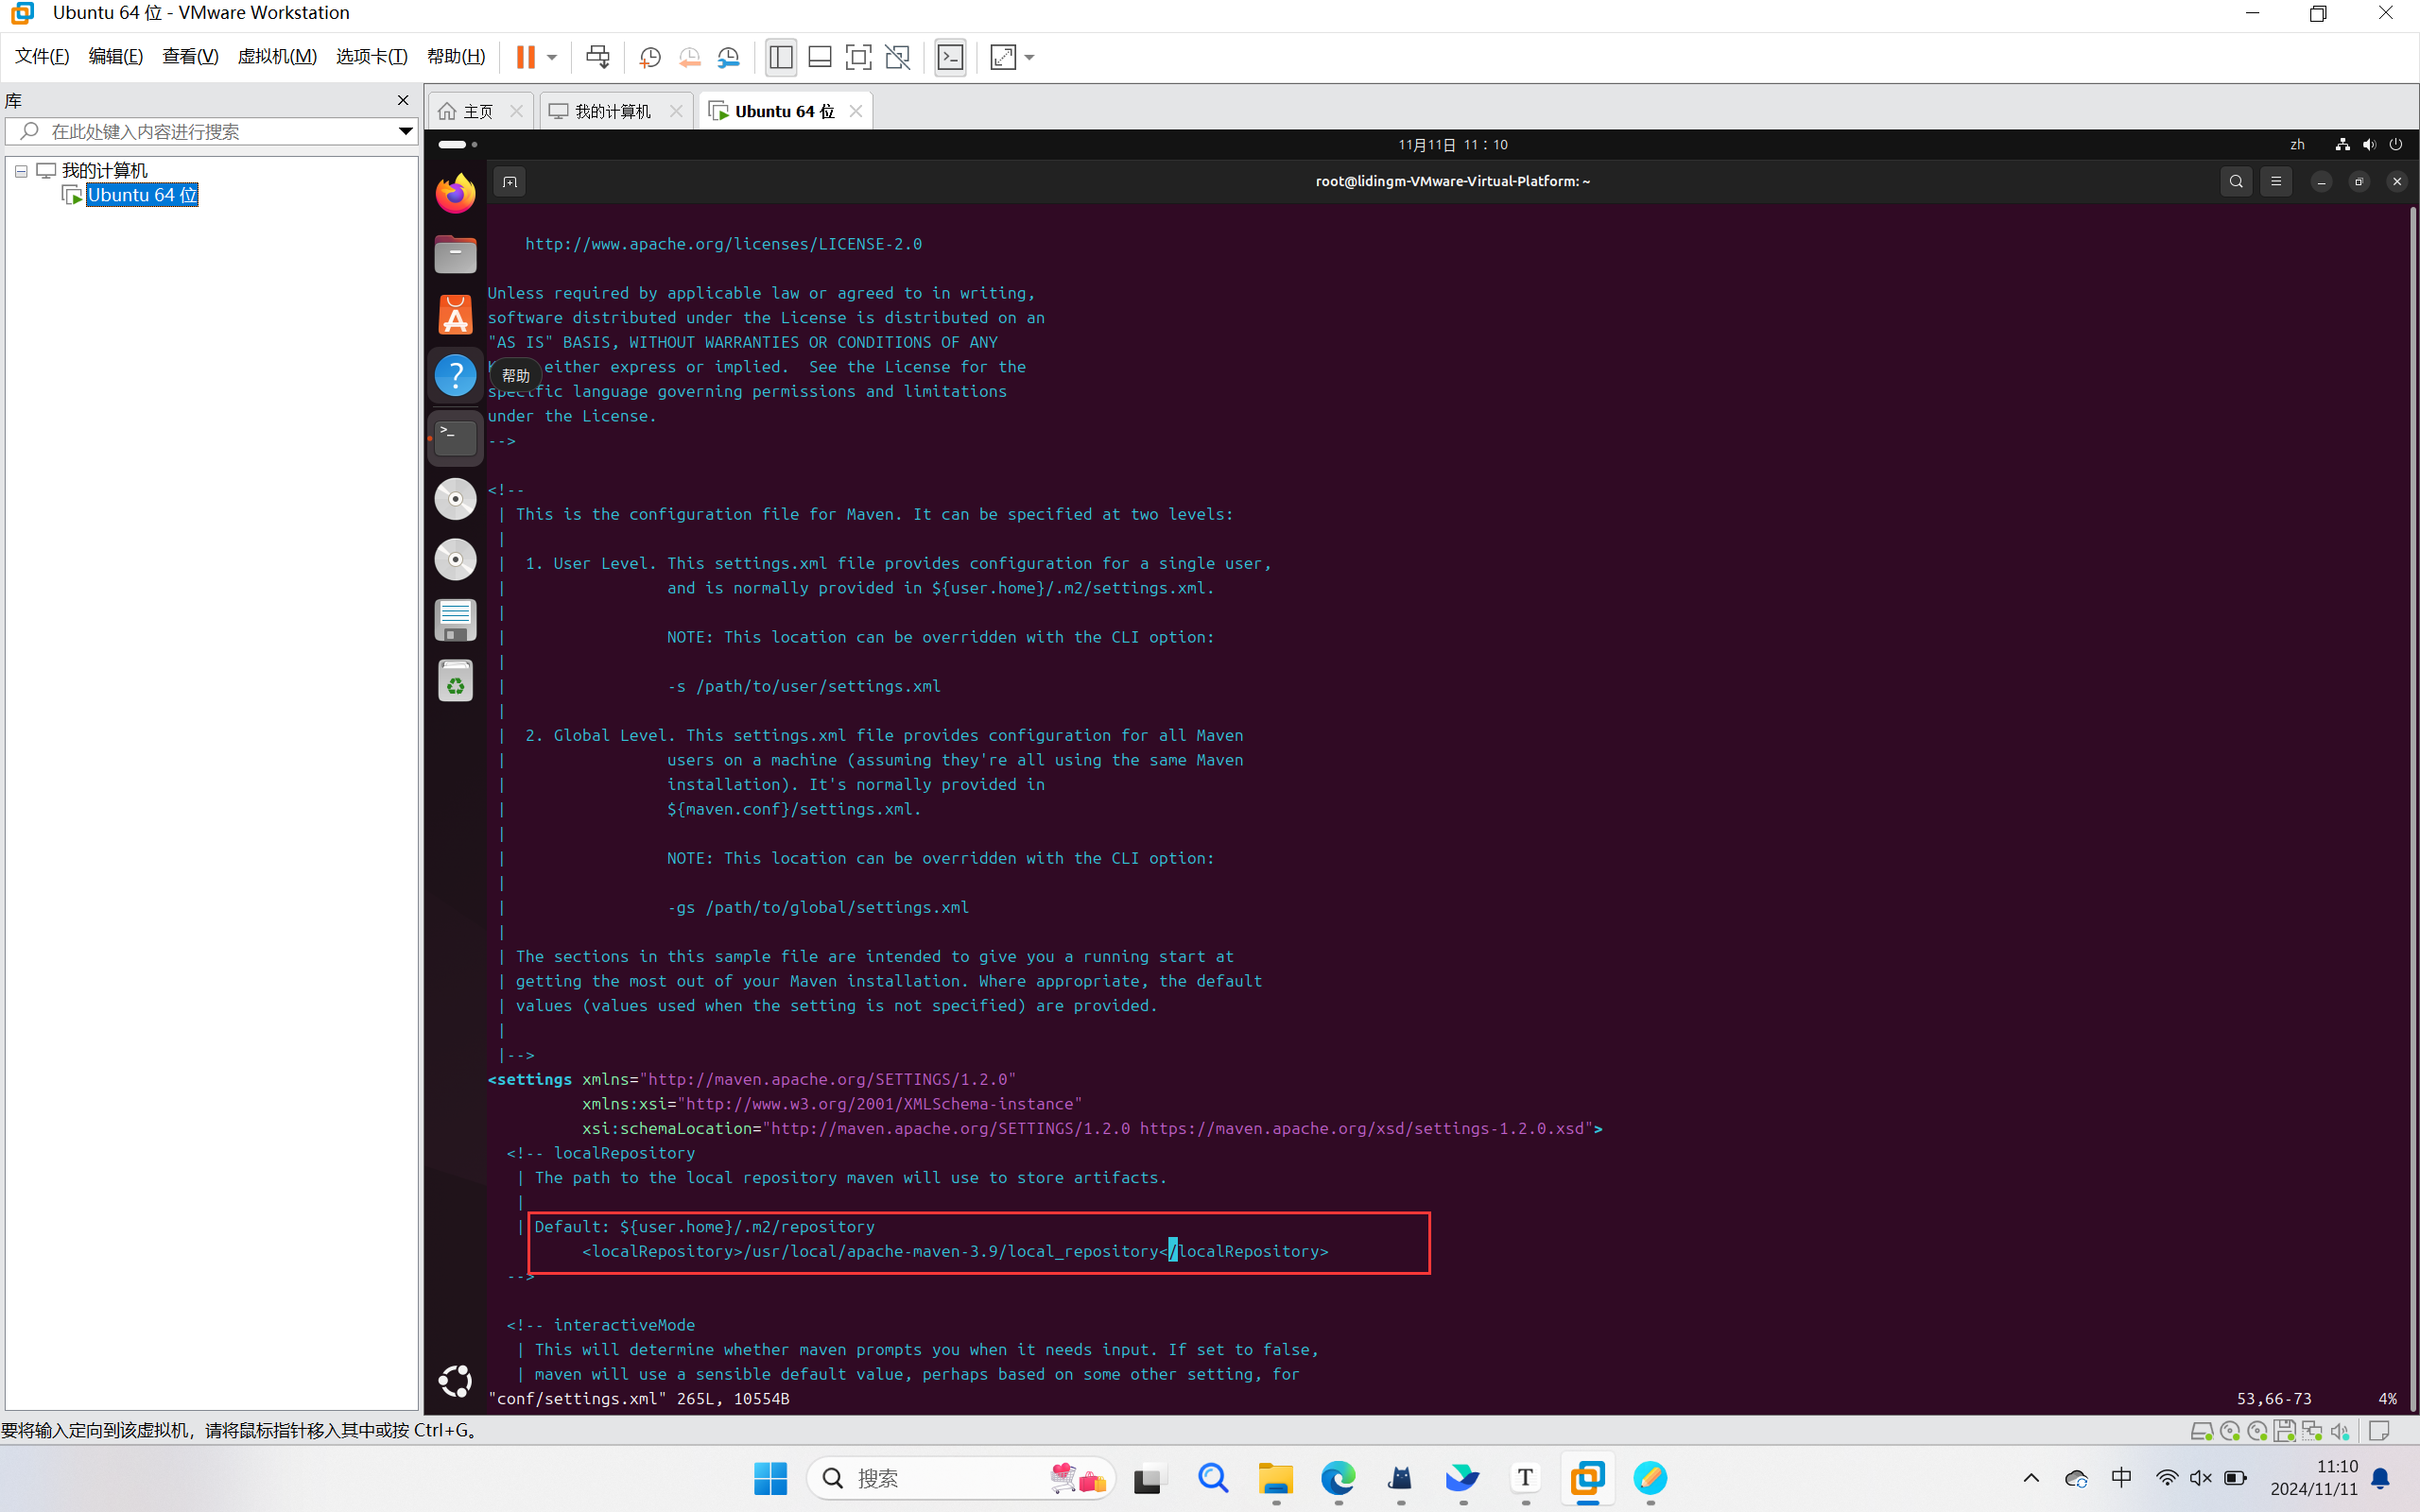 Ubuntu 64 位 - VMware Workstation
文件(F) 编辑(E) 查看(V) 虚拟机(M) 选项卡(T) 帮助(H)
库
在此处键入内容进行搜索
我的计算机
Ubuntu 64 位
主页 我的计算机 Ubuntu 64 位
11月11日 11：10
zh
root@lidingm-VMware-Virtual-Platform: ~
http://www.apache.org/licenses/LICENSE-2.0
Unless required by applicable law or agreed to in writing,
software distributed under the License is distributed on an
"AS IS" BASIS, WITHOUT WARRANTIES OR CONDITIONS OF ANY
either express or implied.  See the License for the
帮助
specific language governing permissions and limitations
under the License.
-->
<!--
| This is the configuration file for Maven. It can be specified at two levels:
|
|  1. User Level. This settings.xml file provides configuration for a single user,
|                 and is normally provided in ${user.home}/.m2/settings.xml.
|
|                 NOTE: This location can be overridden with the CLI option:
|
|                 -s /path/to/user/settings.xml
|
|  2. Global Level. This settings.xml file provides configuration for all Maven
|                 users on a machine (assuming they're all using the same Maven
|                 installation). It's normally provided in
|                 ${maven.conf}/settings.xml.
|
|                 NOTE: This location can be overridden with the CLI option:
|
|                 -gs /path/to/global/settings.xml
|
| The sections in this sample file are intended to give you a running start at
| getting the most out of your Maven installation. Where appropriate, the default
| values (values used when the setting is not specified) are provided.
|
|-->
<settings xmlns="http://maven.apache.org/SETTINGS/1.2.0"
xmlns:xsi="http://www.w3.org/2001/XMLSchema-instance"
xsi:schemaLocation="http://maven.apache.org/SETTINGS/1.2.0 https://maven.apache.org/xsd/settings-1.2.0.xsd">
<!-- localRepository
| The path to the local repository maven will use to store artifacts.
|
| Default: ${user.home}/.m2/repository
<localRepository>/usr/local/apache-maven-3.9/local_repository</localRepository>
-->
<!-- interactiveMode
| This will determine whether maven prompts you when it needs input. If set to false,
| maven will use a sensible default value, perhaps based on some other setting, for
"conf/settings.xml" 265L, 10554B 53,66-73 4%
要将输入定向到该虚拟机，请将鼠标指针移入其中或按 Ctrl+G。
搜索
中
11:10
2024/11/11